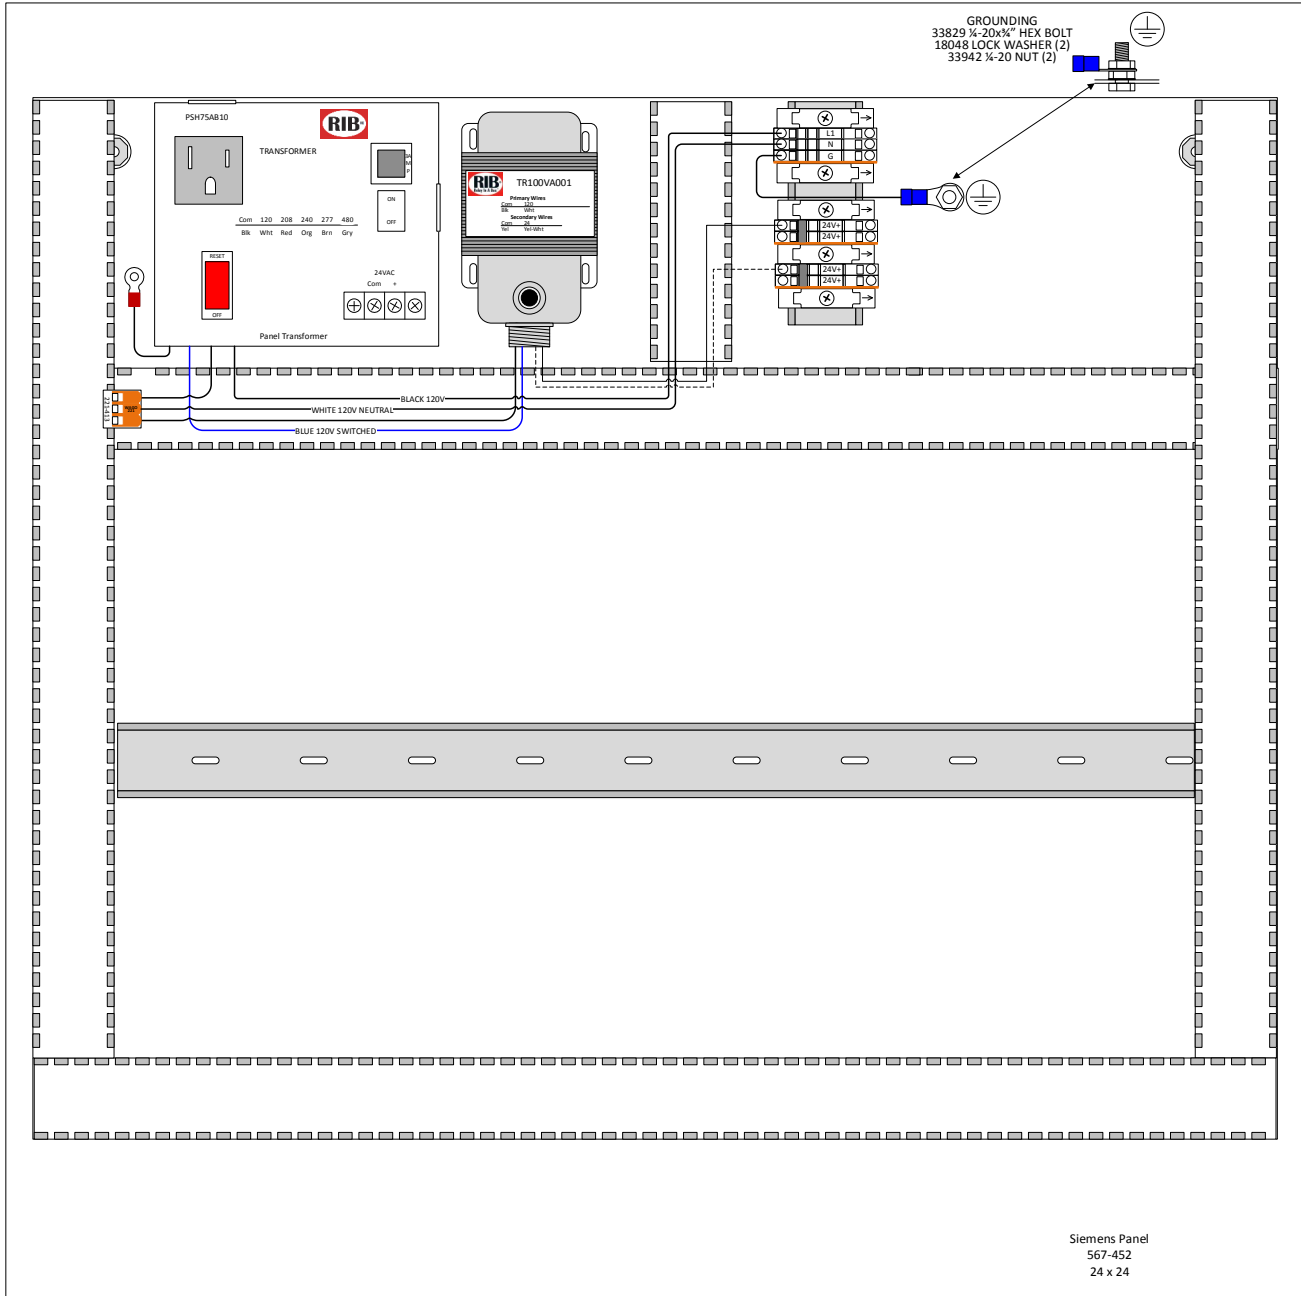 GROUNDING
33829 ¼-20x¾” HEX BOLT
18048 LOCK WASHER (2)
33942 ¼-20 NUT (2)
PSH75AB10
RIB
TRANSFORMER
AMP
ON
OFF
Com 120 208 240 277 480
Blk Wht Red Org Brn Gry
RESET
OFF
24VAC
Com +
Panel Transformer
RIB
TR100VA001
Primary Wires
Com 120
Blk Wht
Secondary Wires
Com 24
Yel Yel-Wht
L1
N
G
24V+
24V+
24V+
24V+
221-413
BLACK 120V
WHITE 120V NEUTRAL
BLUE 120V SWITCHED
Siemens Panel
567-452
24 x 24